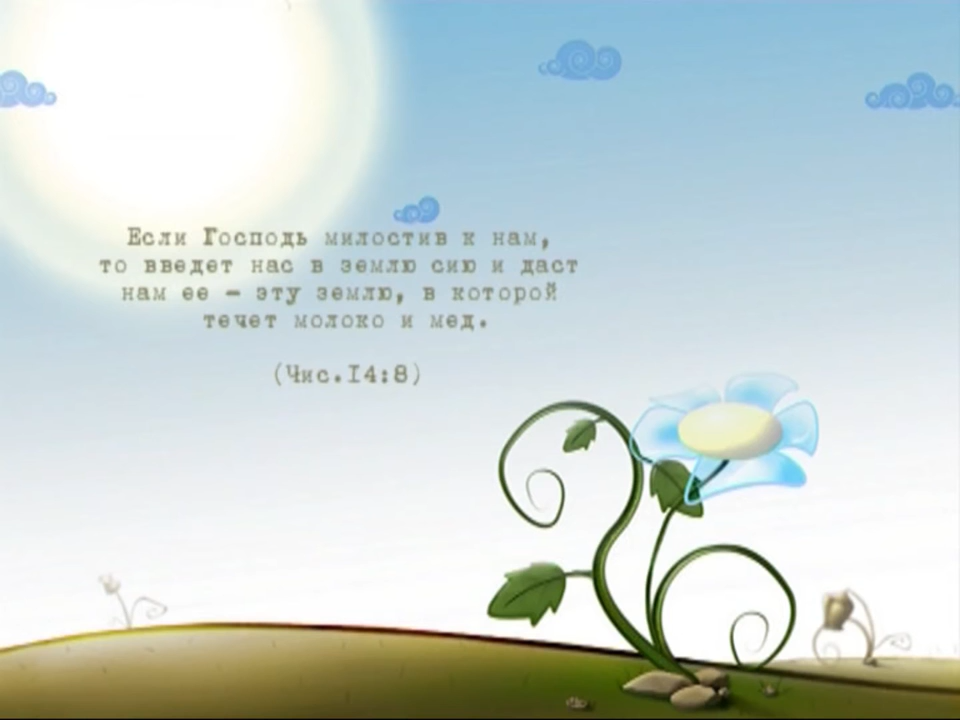 Если Господь милостив к нам,
то введет нас в землю сию и даст
нам ее – эту землю, в которой
течет молоко и мед.
(Чис.14:8)